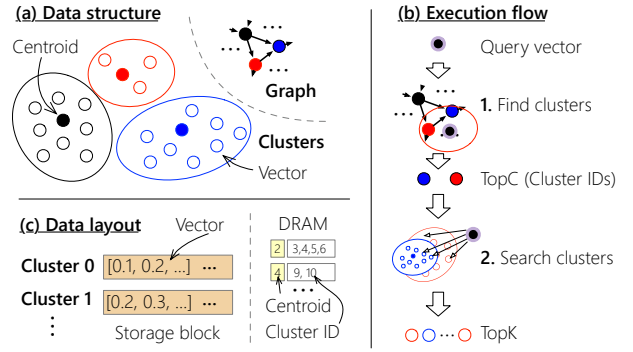 (a) Data structure
Centroid
...
...
...
Graph
Clusters
Vector
(c) Data layout
Vector
Cluster 0 [0.1, 0.2, ...] ...
Cluster 1 [0.2, 0.3, ...] ...
⋮
Storage block
DRAM
2 3,4,5,6
4 9, 10
...
Centroid
Cluster ID
(b) Execution flow
Query vector
...
1. Find clusters
...
TopC (Cluster IDs)
2. Search clusters
... TopK